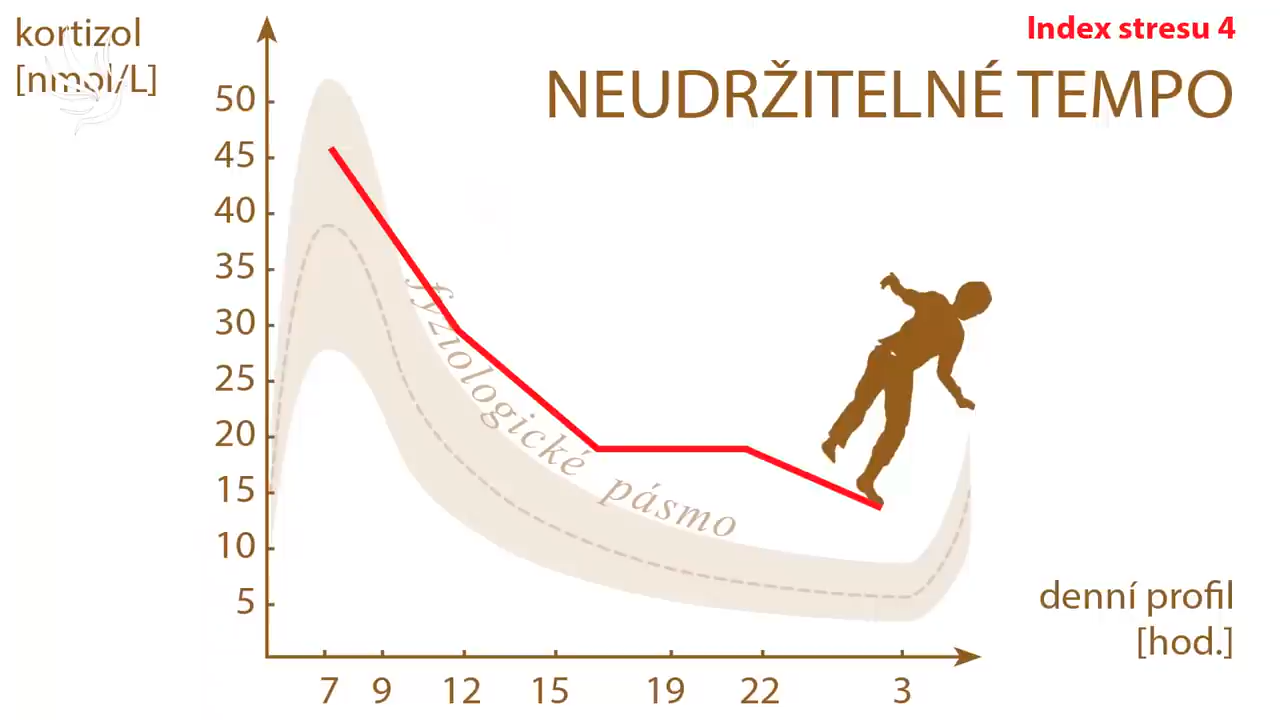 kortizol
[nmol/L]
Index stresu 4
NEUDRŽITELNÉ TEMPO
50
45
40
35
30
25
20
15
10
5
fyziologické pásmo
denní profil
[hod.]
7 9 12 15 19 22 3